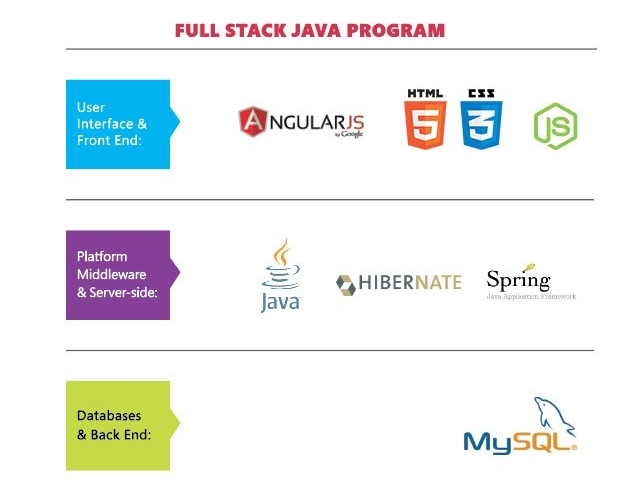 FULL STACK JAVA PROGRAM
User
Interface &
Front End:
ANGULARJS
by Google
HTML
5
CSS
3
JS
Platform
Middleware
& Server-side:
Java
HIBERNATE
Spring
Java Application Framework
Databases
& Back End:
MySQL